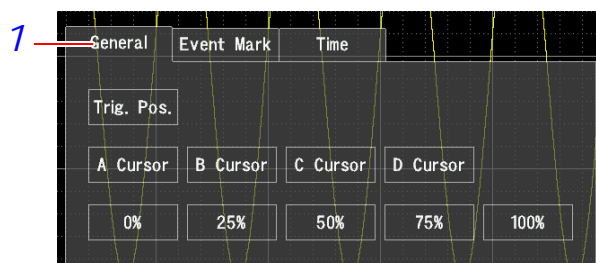 1
General Event Mark Time
Trig. Pos.
A Cursor B Cursor C Cursor D Cursor
0% 25% 50% 75% 100%